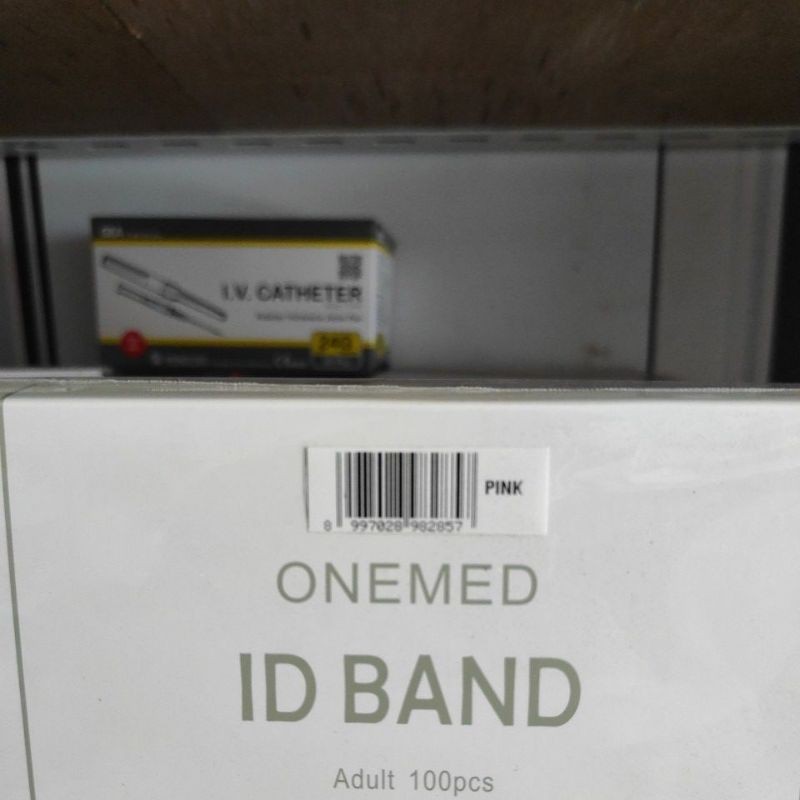 I.V. CATHETER
24G
PINK
8 997028 982857
ONEMED
ID BAND
Adult 100pcs